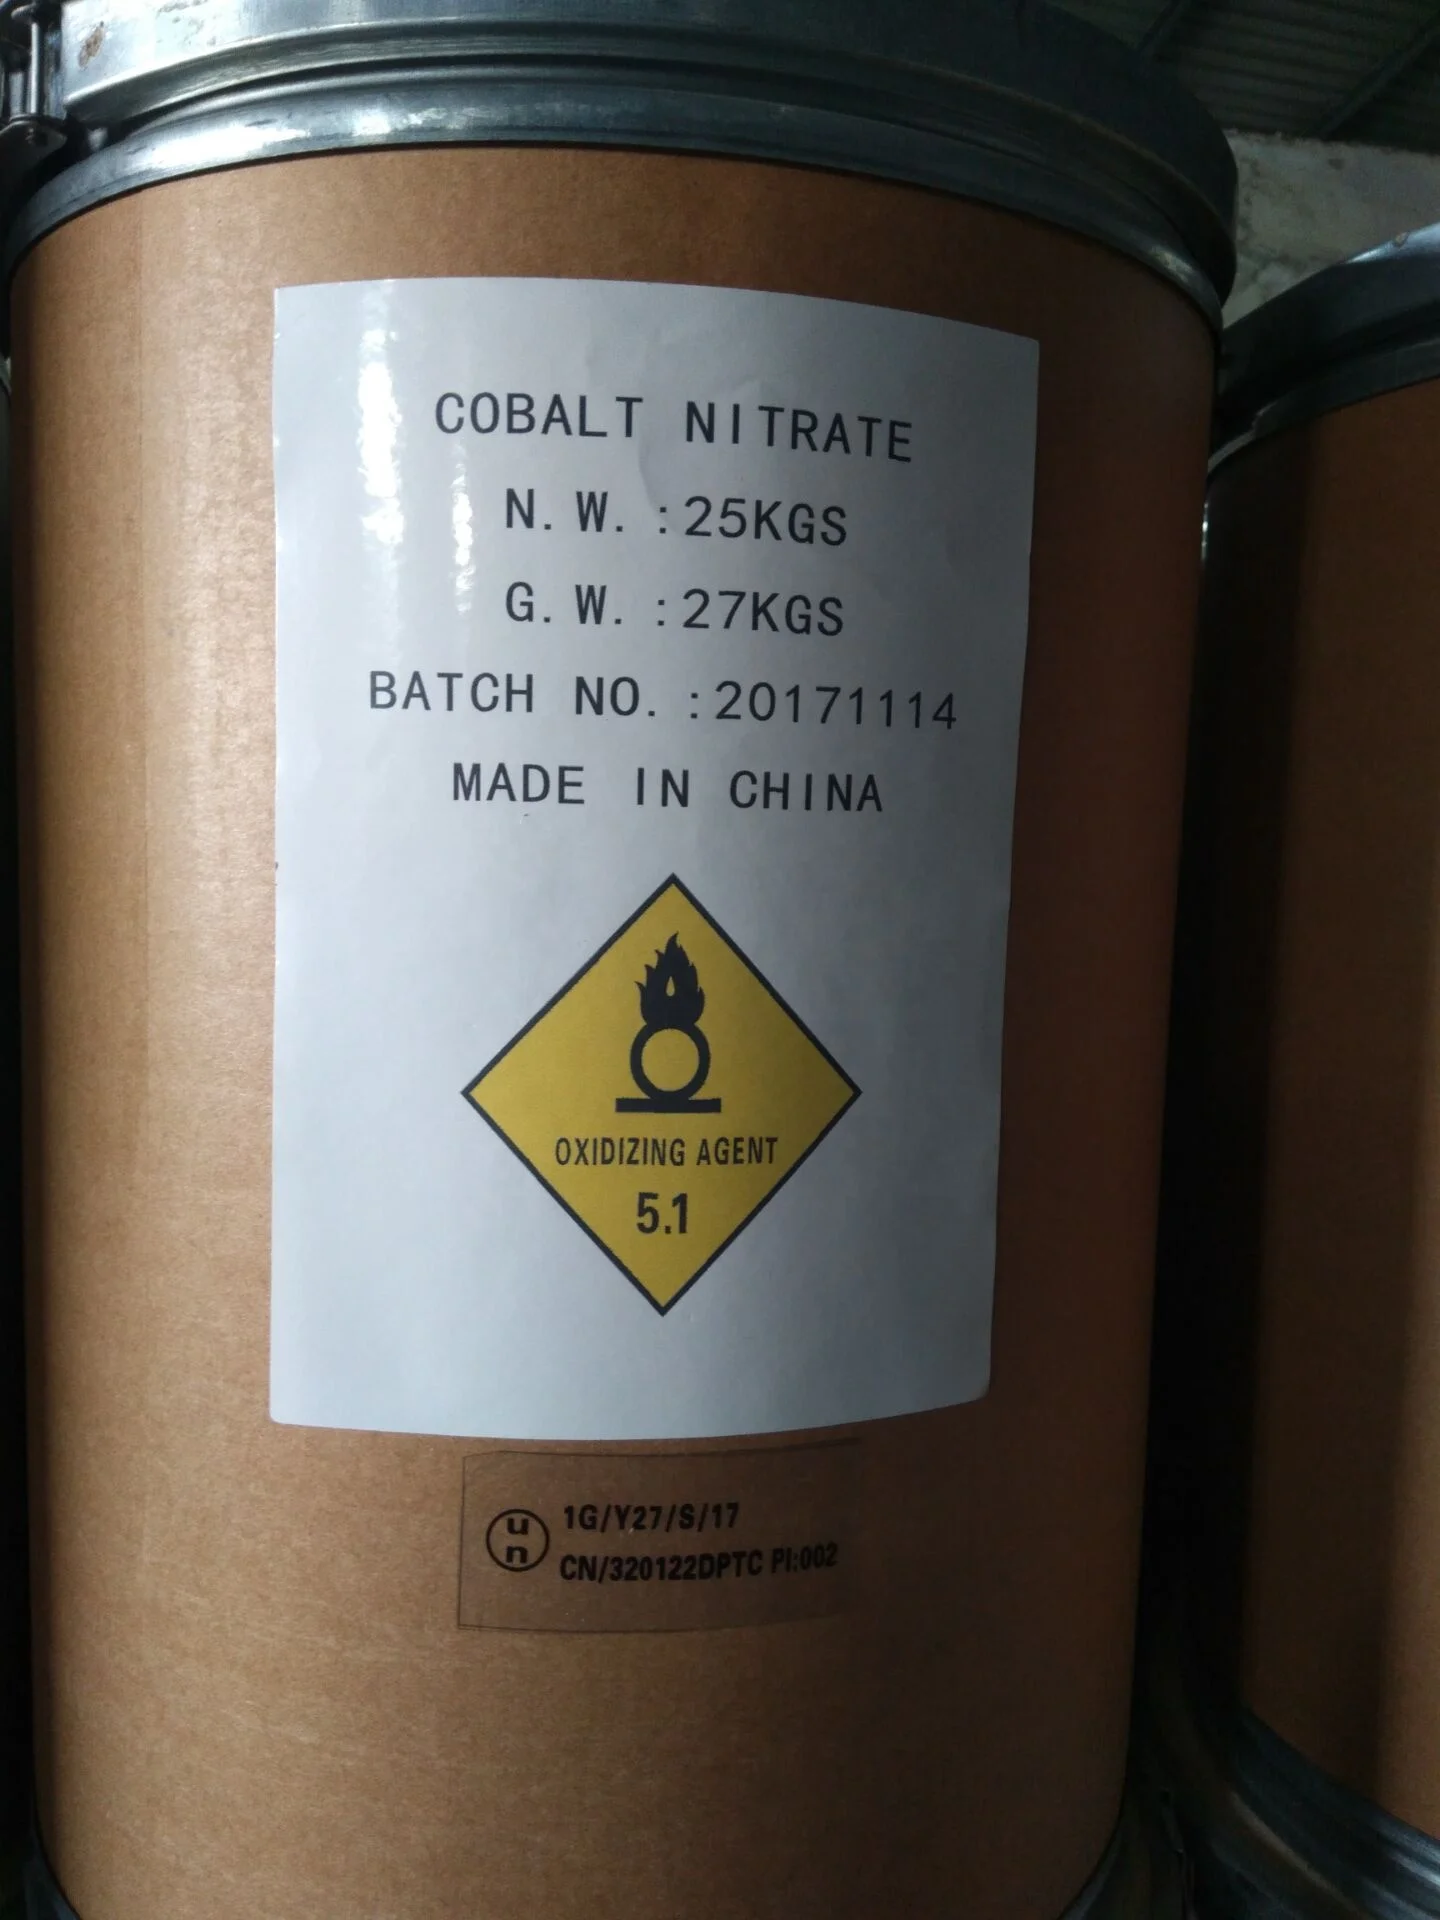 COBALT NITRATE
N. W. :25KGS
G. W. :27KGS
BATCH NO. :20171114
MADE IN CHINA
OXIDIZING AGENT
5.1
un 1G/Y27/S/17
CN/320122DPTC PI:002